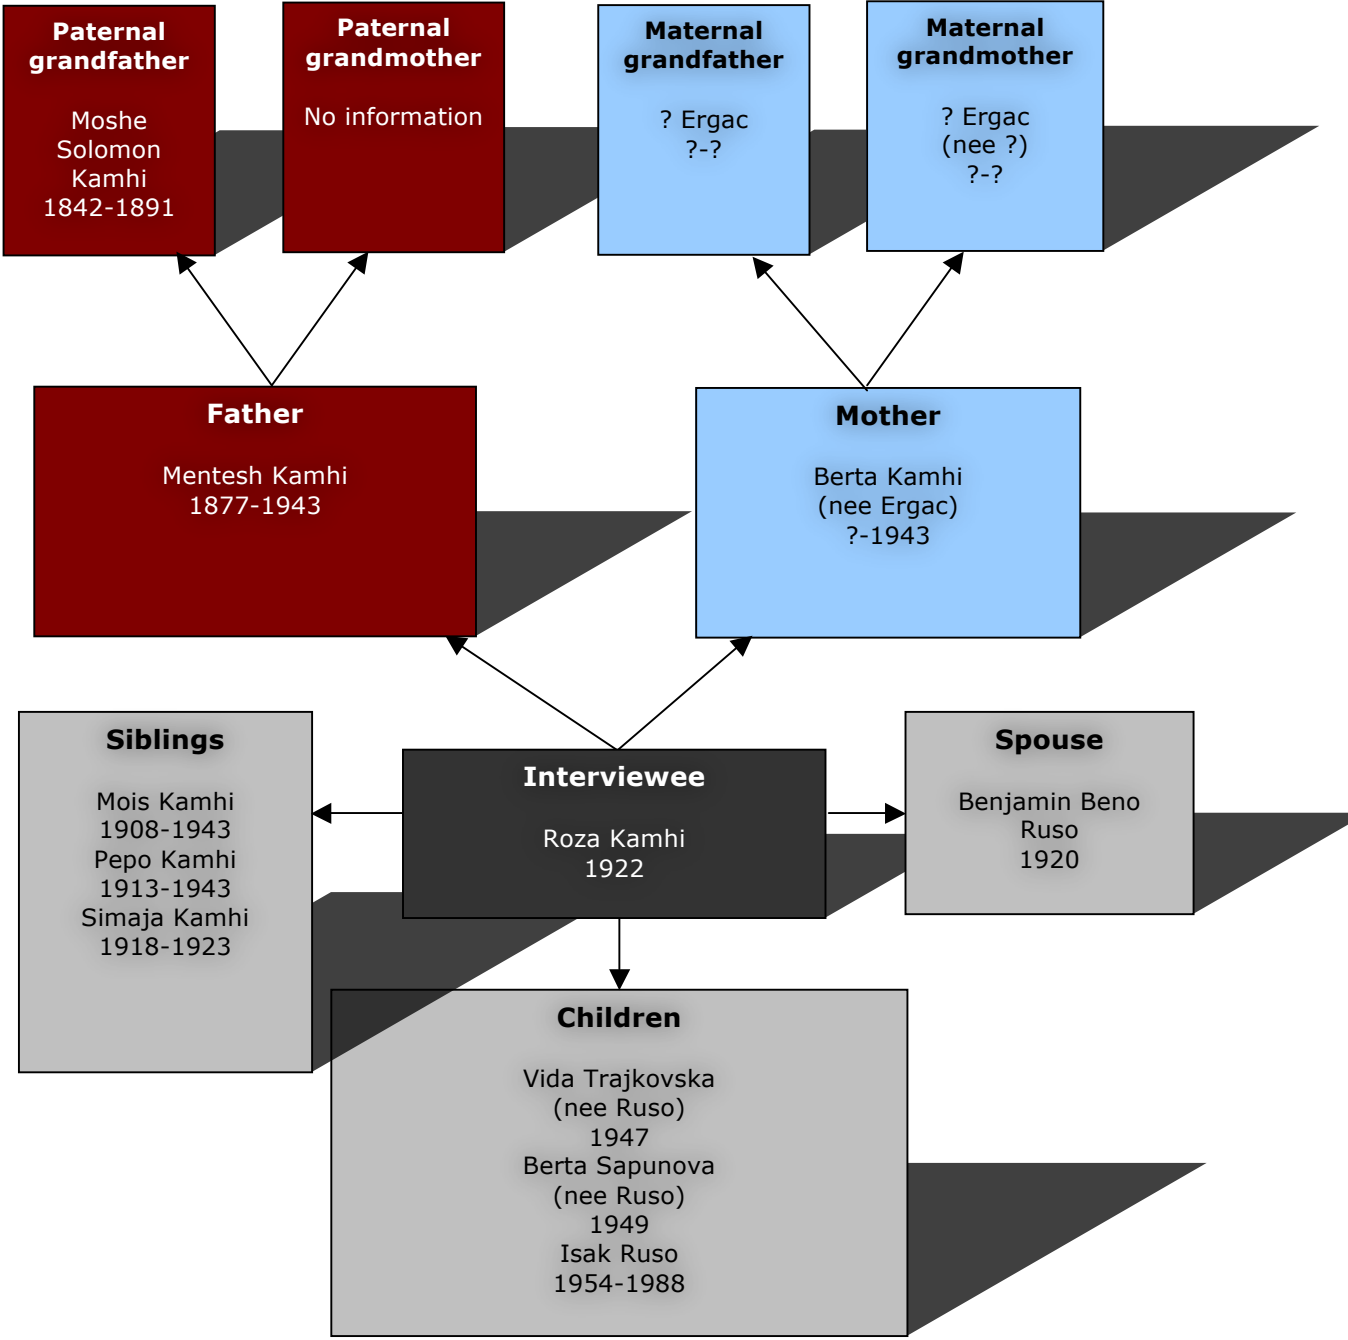 Paternal
grandfather
Moshe
Solomon
Kamhi
1842-1891
Paternal
grandmother
No information
Maternal
grandfather
? Ergac
?-?
Maternal
grandmother
? Ergac
(nee ?)
?-?
Father
Mentesh Kamhi
1877-1943
Mother
Berta Kamhi
(nee Ergac)
?-1943
Siblings
Mois Kamhi
1908-1943
Pepo Kamhi
1913-1943
Simaja Kamhi
1918-1923
Interviewee
Roza Kamhi
1922
Spouse
Benjamin Beno
Ruso
1920
Children
Vida Trajkovska
(nee Ruso)
1947
Berta Sapunova
(nee Ruso)
1949
Isak Ruso
1954-1988